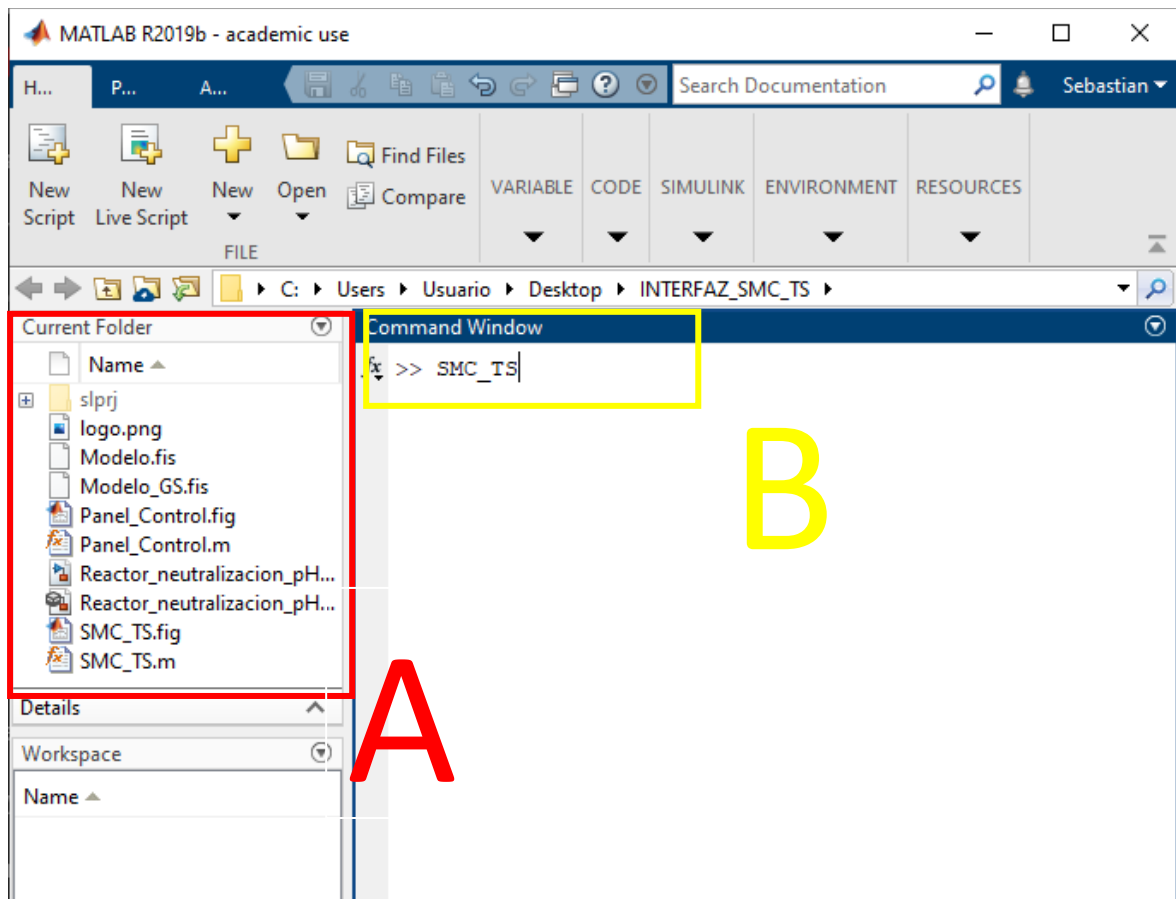 MATLAB R2019b - academic use
H... P... A... Search Documentation Sebastian
New Script
New Live Script
New
Open
Find Files
Compare
FILE
VARIABLE
CODE
SIMULINK
ENVIRONMENT
RESOURCES
C: Users Usuario Desktop INTERFAZ_SMC_TS
Current Folder
Name
slprj
logo.png
Modelo.fis
Modelo_GS.fis
Panel_Control.fig
Panel_Control.m
Reactor_neutralizacion_pH...
Reactor_neutralizacion_pH...
SMC_TS.fig
SMC_TS.m
Details
Workspace
Name
A
Command Window
fx >> SMC_TS
B